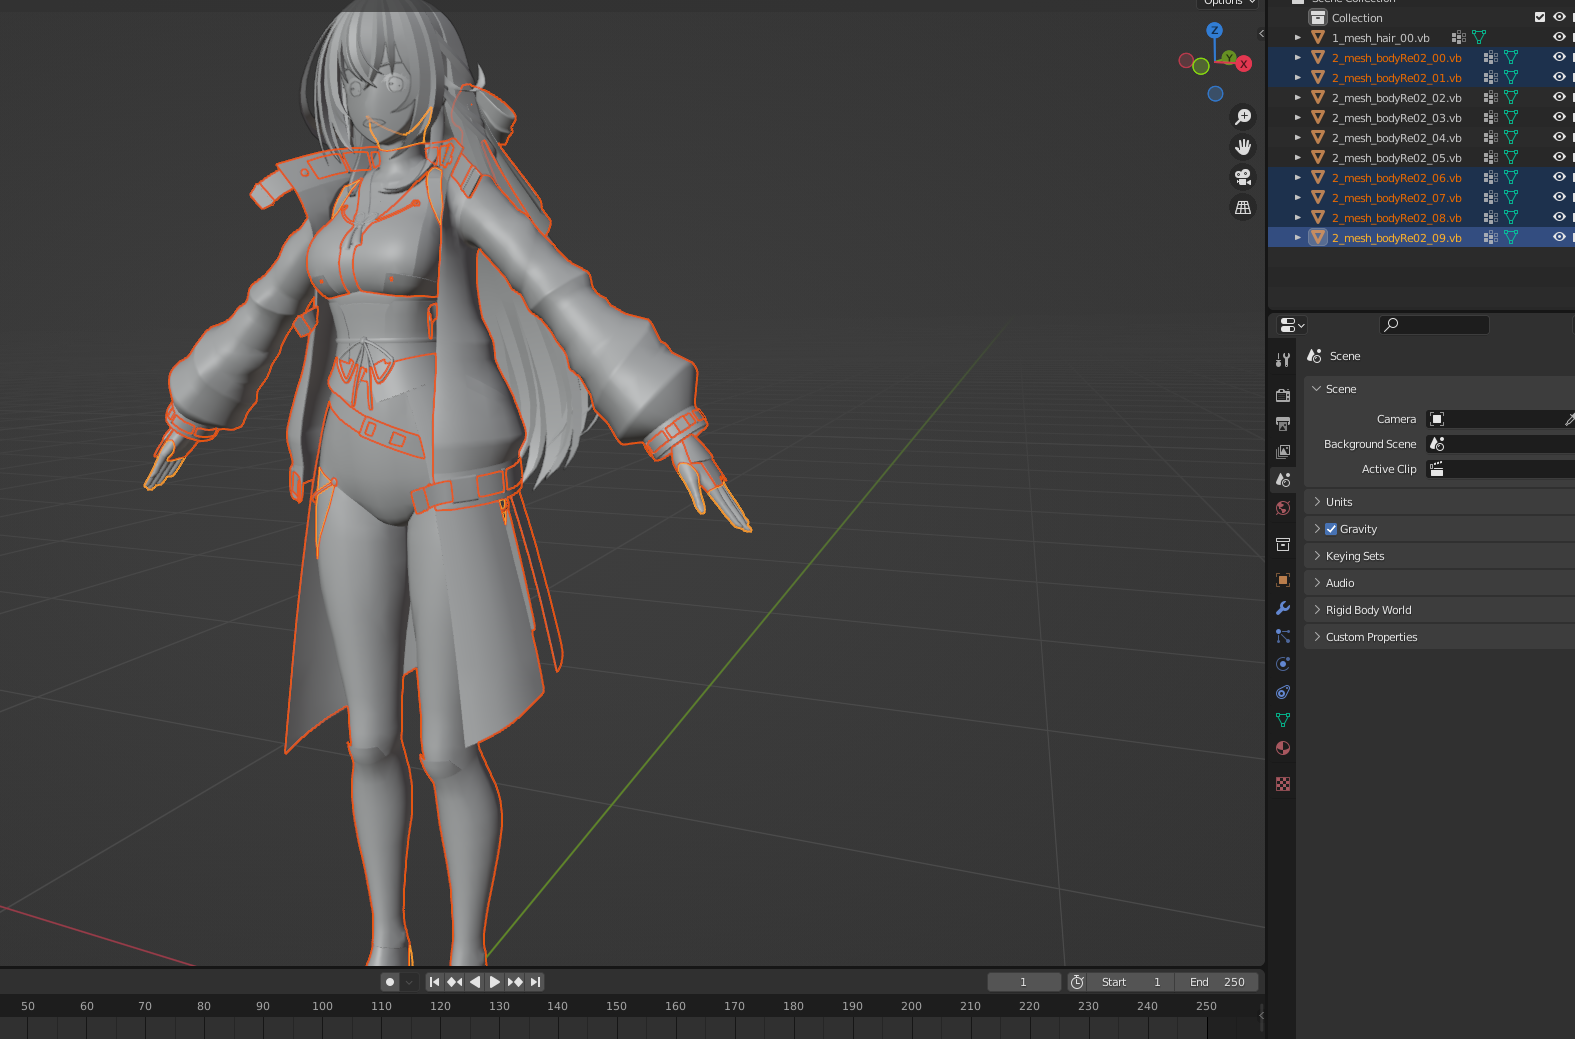 Options
Scene Collection
Collection
1_mesh_hair_00.vb
2_mesh_bodyRe02_00.vb
2_mesh_bodyRe02_01.vb
2_mesh_bodyRe02_02.vb
2_mesh_bodyRe02_03.vb
2_mesh_bodyRe02_04.vb
2_mesh_bodyRe02_05.vb
2_mesh_bodyRe02_06.vb
2_mesh_bodyRe02_07.vb
2_mesh_bodyRe02_08.vb
2_mesh_bodyRe02_09.vb
Z
Y
X
Scene
Scene
Camera
Background Scene
Active Clip
Units
Gravity
Keying Sets
Audio
Rigid Body World
Custom Properties
1
Start 1
End 250
50 60 70 80 90 100 110 120 130 140 150 160 170 180 190 200 210 220 230 240 250